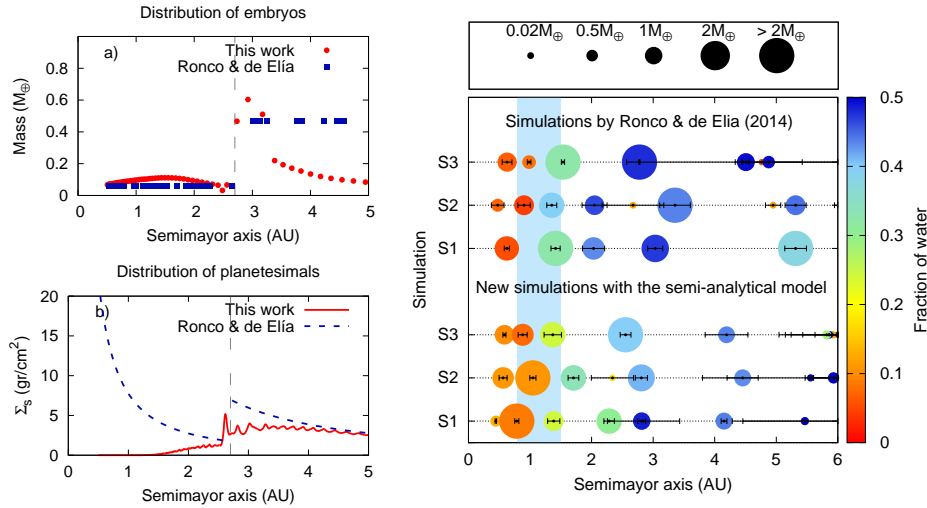 Distribution of embryos
a)
This work
Ronco & de Elía
Mass (M⊕)
0.8
0.6
0.4
0.2
0
0 1 2 3 4 5
Semimayor axis (AU)
Distribution of planetesimals
b)
This work
Ronco & de Elía
Σs (gr/cm²)
20
15
10
5
0
0 1 2 3 4 5
Semimayor axis (AU)
0.02M⊕ 0.5M⊕ 1M⊕ 2M⊕ > 2M⊕
Simulations by Ronco & de Elia (2014)
S3
S2
S1
Simulation
New simulations with the semi-analytical model
S3
S2
S1
0 1 2 3 4 5 6
Semimayor axis (AU)
0.5
0.4
0.3
0.2
0.1
0
Fraction of water